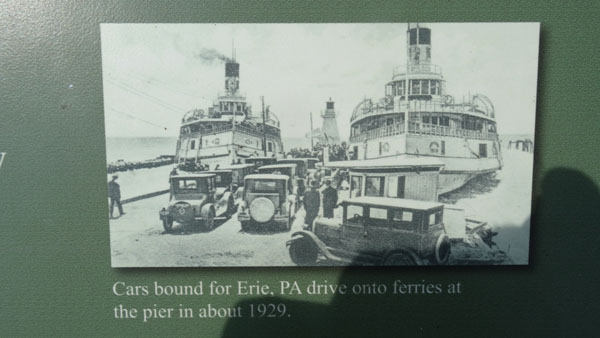 Cars bound for Erie, PA drive onto ferries at
the pier in about 1929.